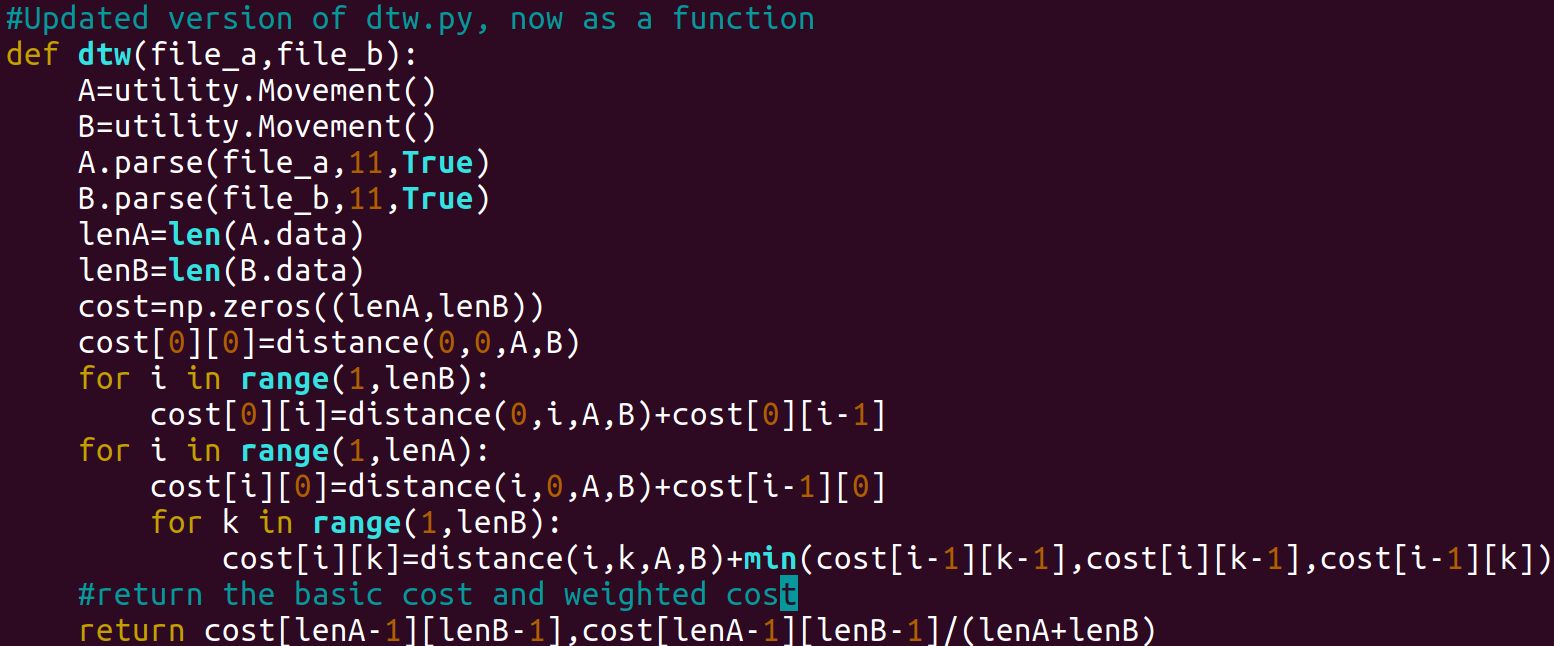 #Updated version of dtw.py, now as a function
def dtw(file_a,file_b):
    A=utility.Movement()
    B=utility.Movement()
    A.parse(file_a,11,True)
    B.parse(file_b,11,True)
    lenA=len(A.data)
    lenB=len(B.data)
    cost=np.zeros((lenA,lenB))
    cost[0][0]=distance(0,0,A,B)
    for i in range(1,lenB):
        cost[0][i]=distance(0,i,A,B)+cost[0][i-1]
    for i in range(1,lenA):
        cost[i][0]=distance(i,0,A,B)+cost[i-1][0]
        for k in range(1,lenB):
            cost[i][k]=distance(i,k,A,B)+min(cost[i-1][k-1],cost[i][k-1],cost[i-1][k])
    #return the basic cost and weighted cost
    return cost[lenA-1][lenB-1],cost[lenA-1][lenB-1]/(lenA+lenB)